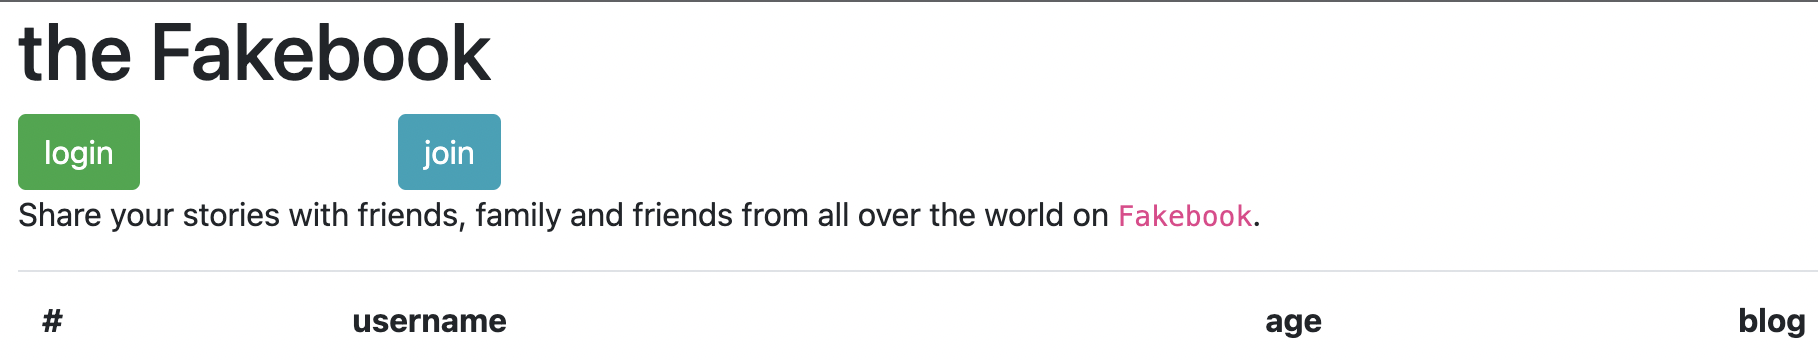 the Fakebook
login join
Share your stories with friends, family and friends from all over the world on Fakebook.
# username age blog